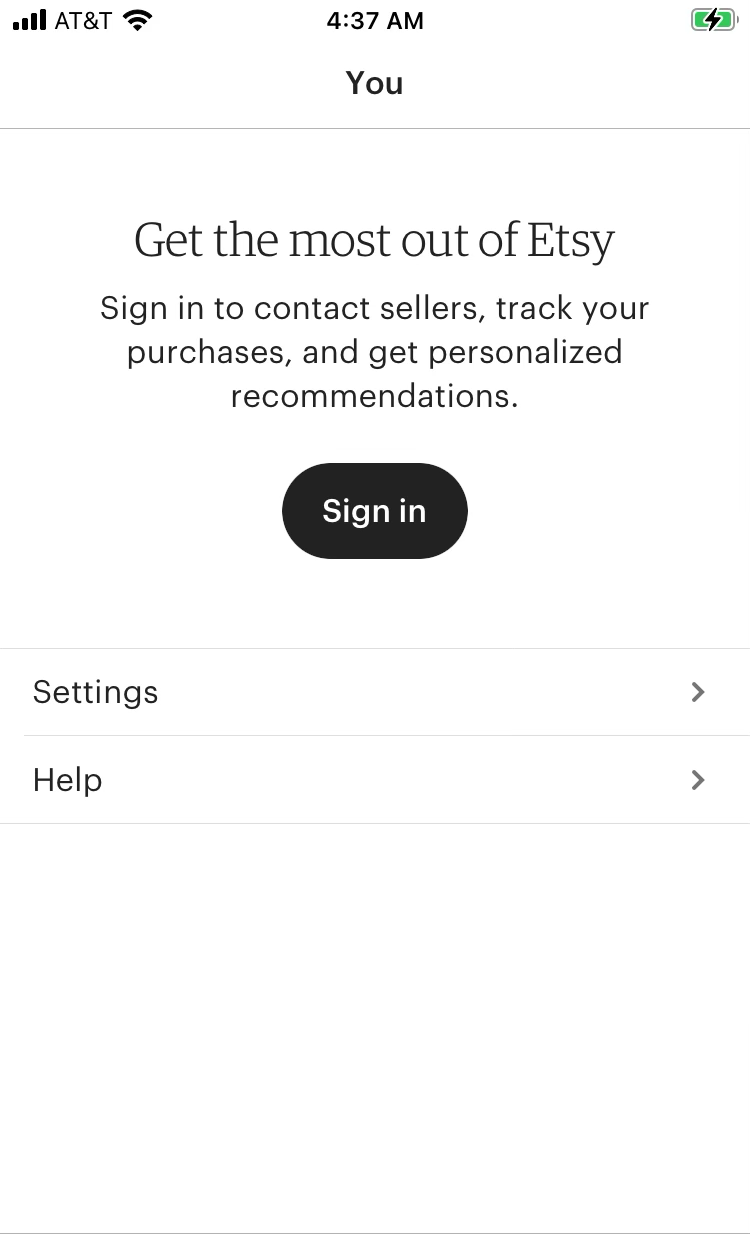 AT&T 4:37 AM
You
Get the most out of Etsy
Sign in to contact sellers, track your
purchases, and get personalized
recommendations.
Sign in
Settings
Help